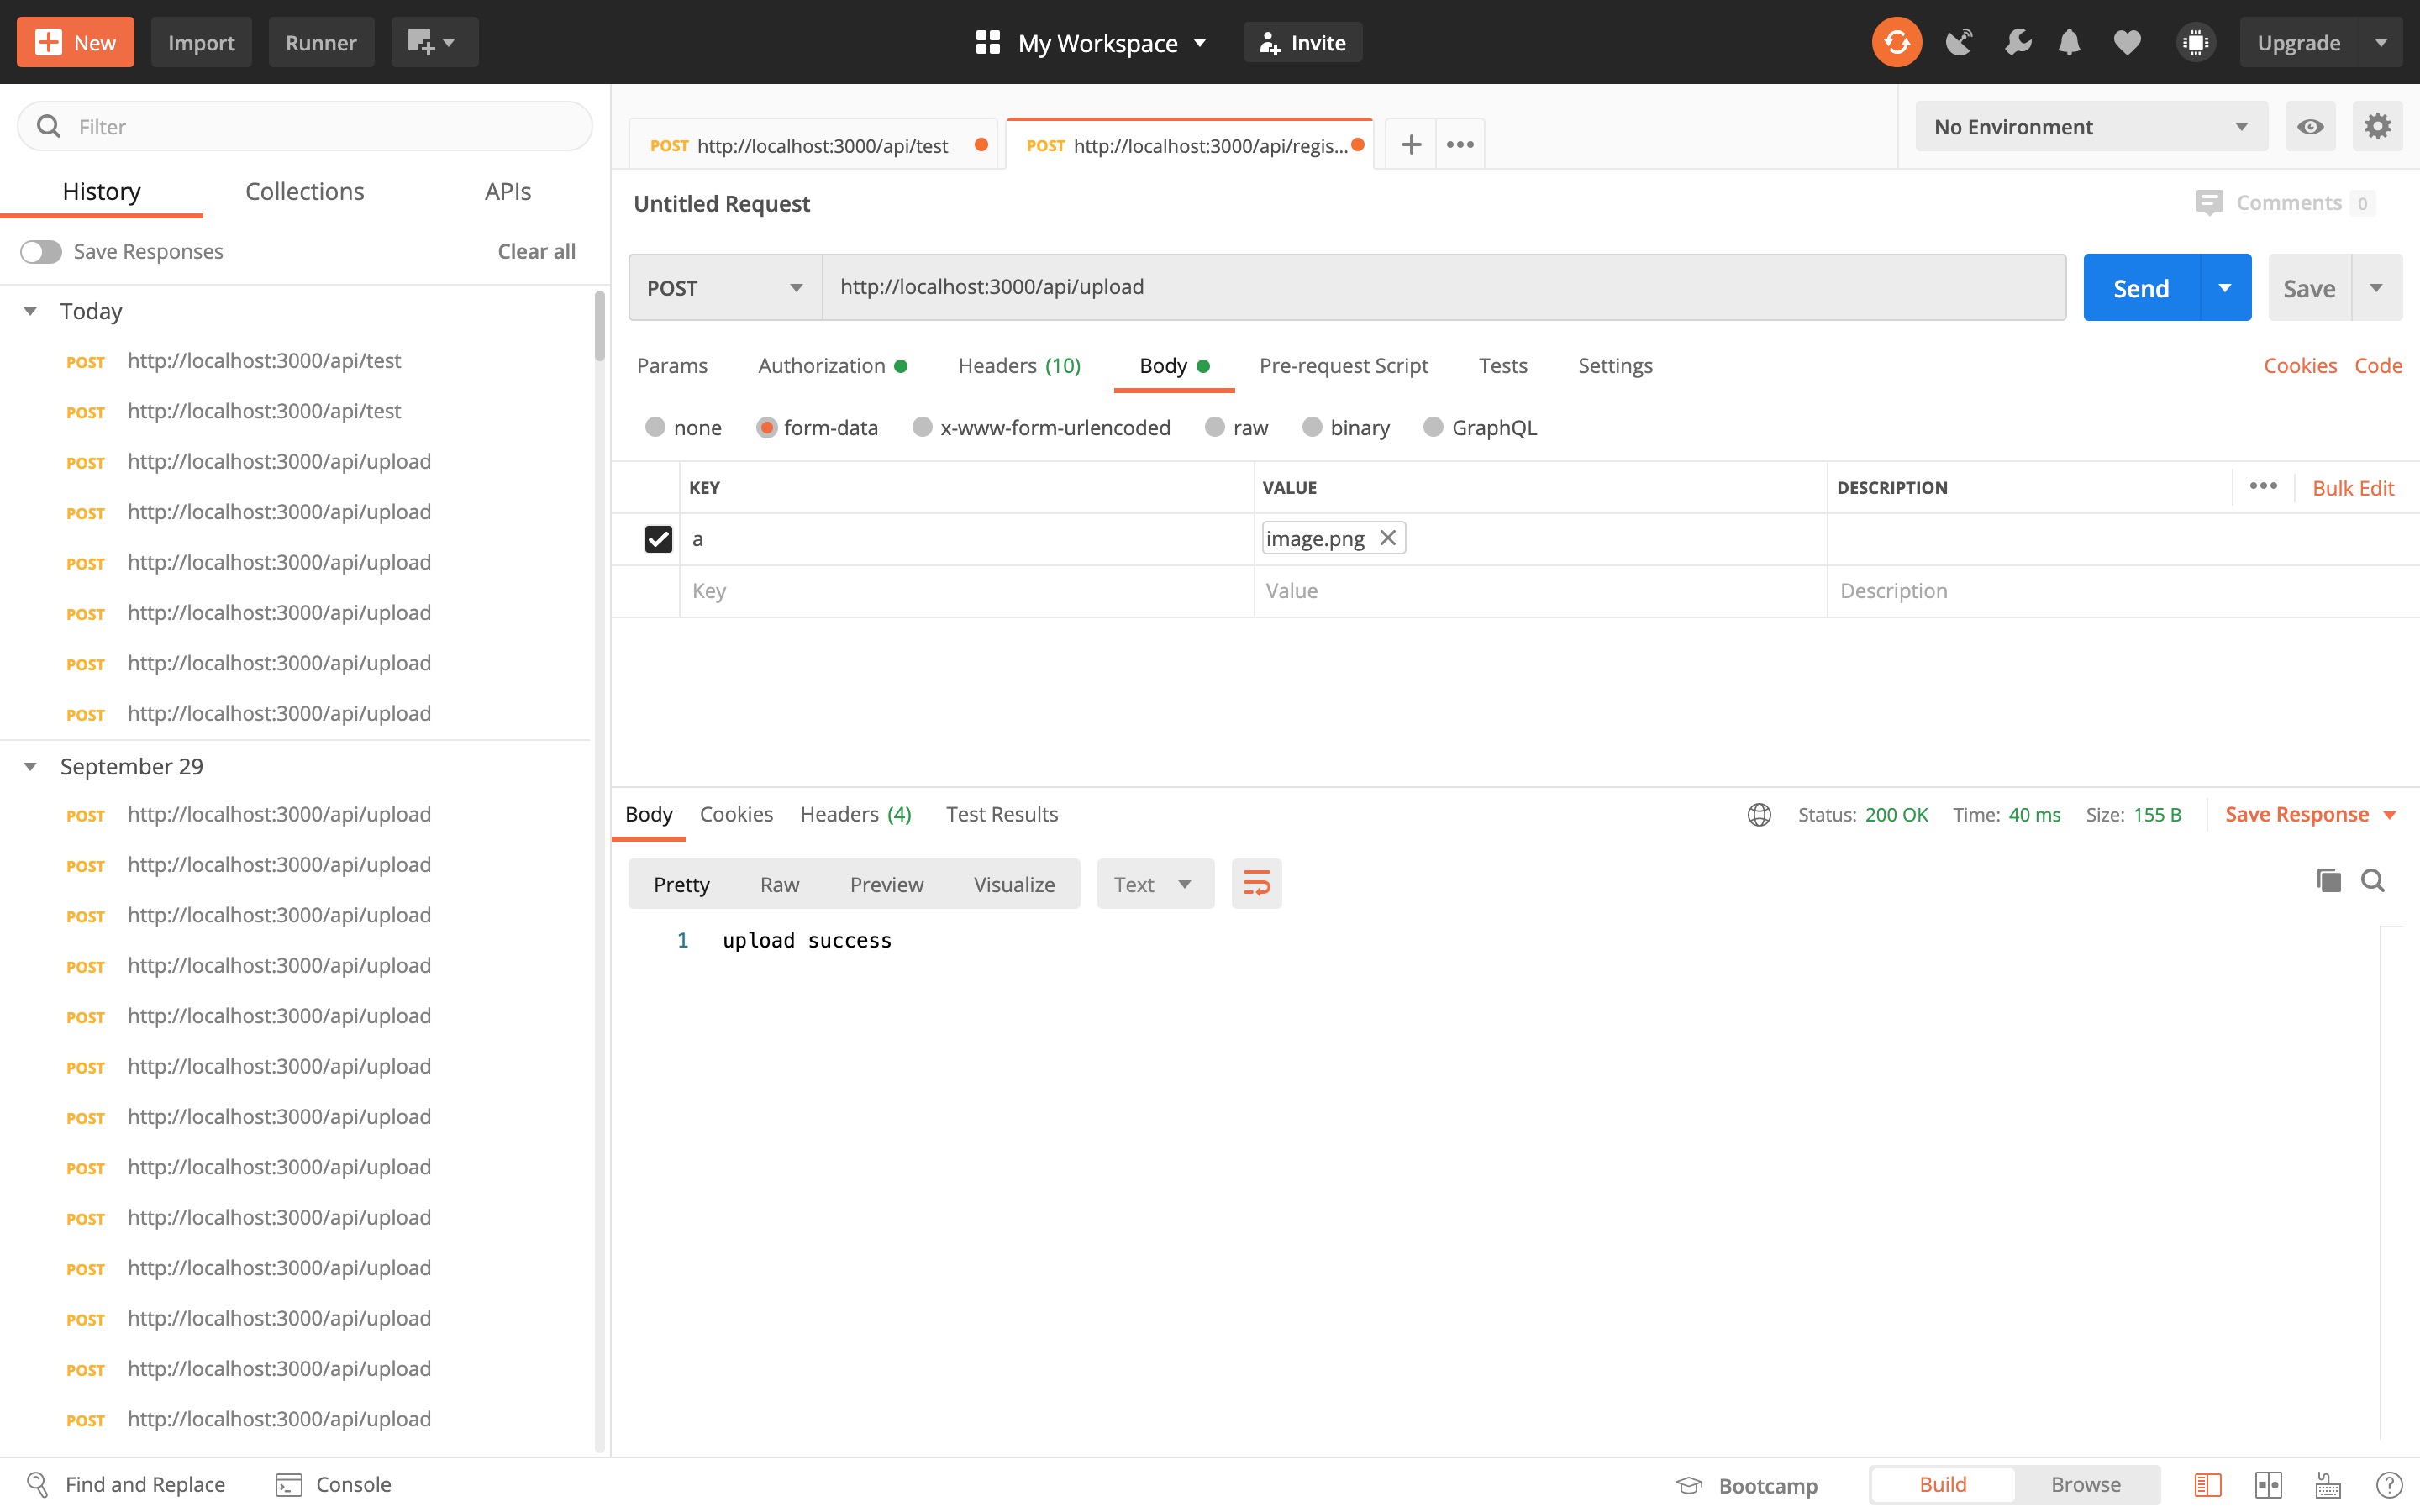 New Import Runner My Workspace Invite Upgrade
Filter
History Collections APIs
Save Responses Clear all
Today
POST http://localhost:3000/api/test
POST http://localhost:3000/api/test
POST http://localhost:3000/api/upload
POST http://localhost:3000/api/upload
POST http://localhost:3000/api/upload
POST http://localhost:3000/api/upload
POST http://localhost:3000/api/upload
POST http://localhost:3000/api/upload
September 29
POST http://localhost:3000/api/upload
POST http://localhost:3000/api/upload
POST http://localhost:3000/api/upload
POST http://localhost:3000/api/upload
POST http://localhost:3000/api/upload
POST http://localhost:3000/api/upload
POST http://localhost:3000/api/upload
POST http://localhost:3000/api/upload
POST http://localhost:3000/api/upload
POST http://localhost:3000/api/upload
POST http://localhost:3000/api/upload
POST http://localhost:3000/api/upload
POST http://localhost:3000/api/upload
POST http://localhost:3000/api/test POST http://localhost:3000/api/regis... No Environment
Untitled Request Comments 0
POST http://localhost:3000/api/upload Send Save
Params Authorization Headers (10) Body Pre-request Script Tests Settings Cookies Code
none form-data x-www-form-urlencoded raw binary GraphQL
KEY VALUE DESCRIPTION Bulk Edit
a image.png
Key Value Description
Body Cookies Headers (4) Test Results Status: 200 OK Time: 40 ms Size: 155 B Save Response
Pretty Raw Preview Visualize Text
1 upload success
Find and Replace Console Bootcamp Build Browse